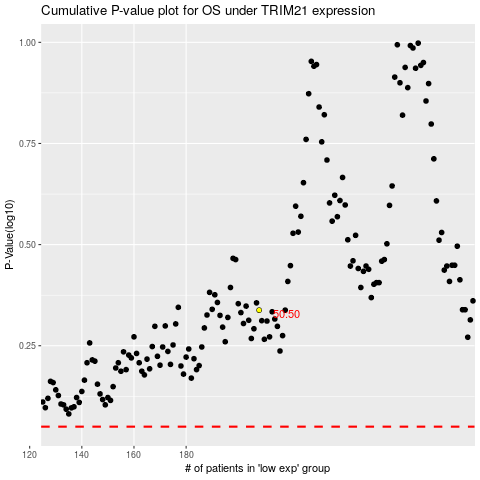 Cumulative P-value plot for OS under TRIM21 expression
P-Value(log10)
1.00
0.75
0.50
0.25
50:50
120 140 160 180
# of patients in 'low exp' group